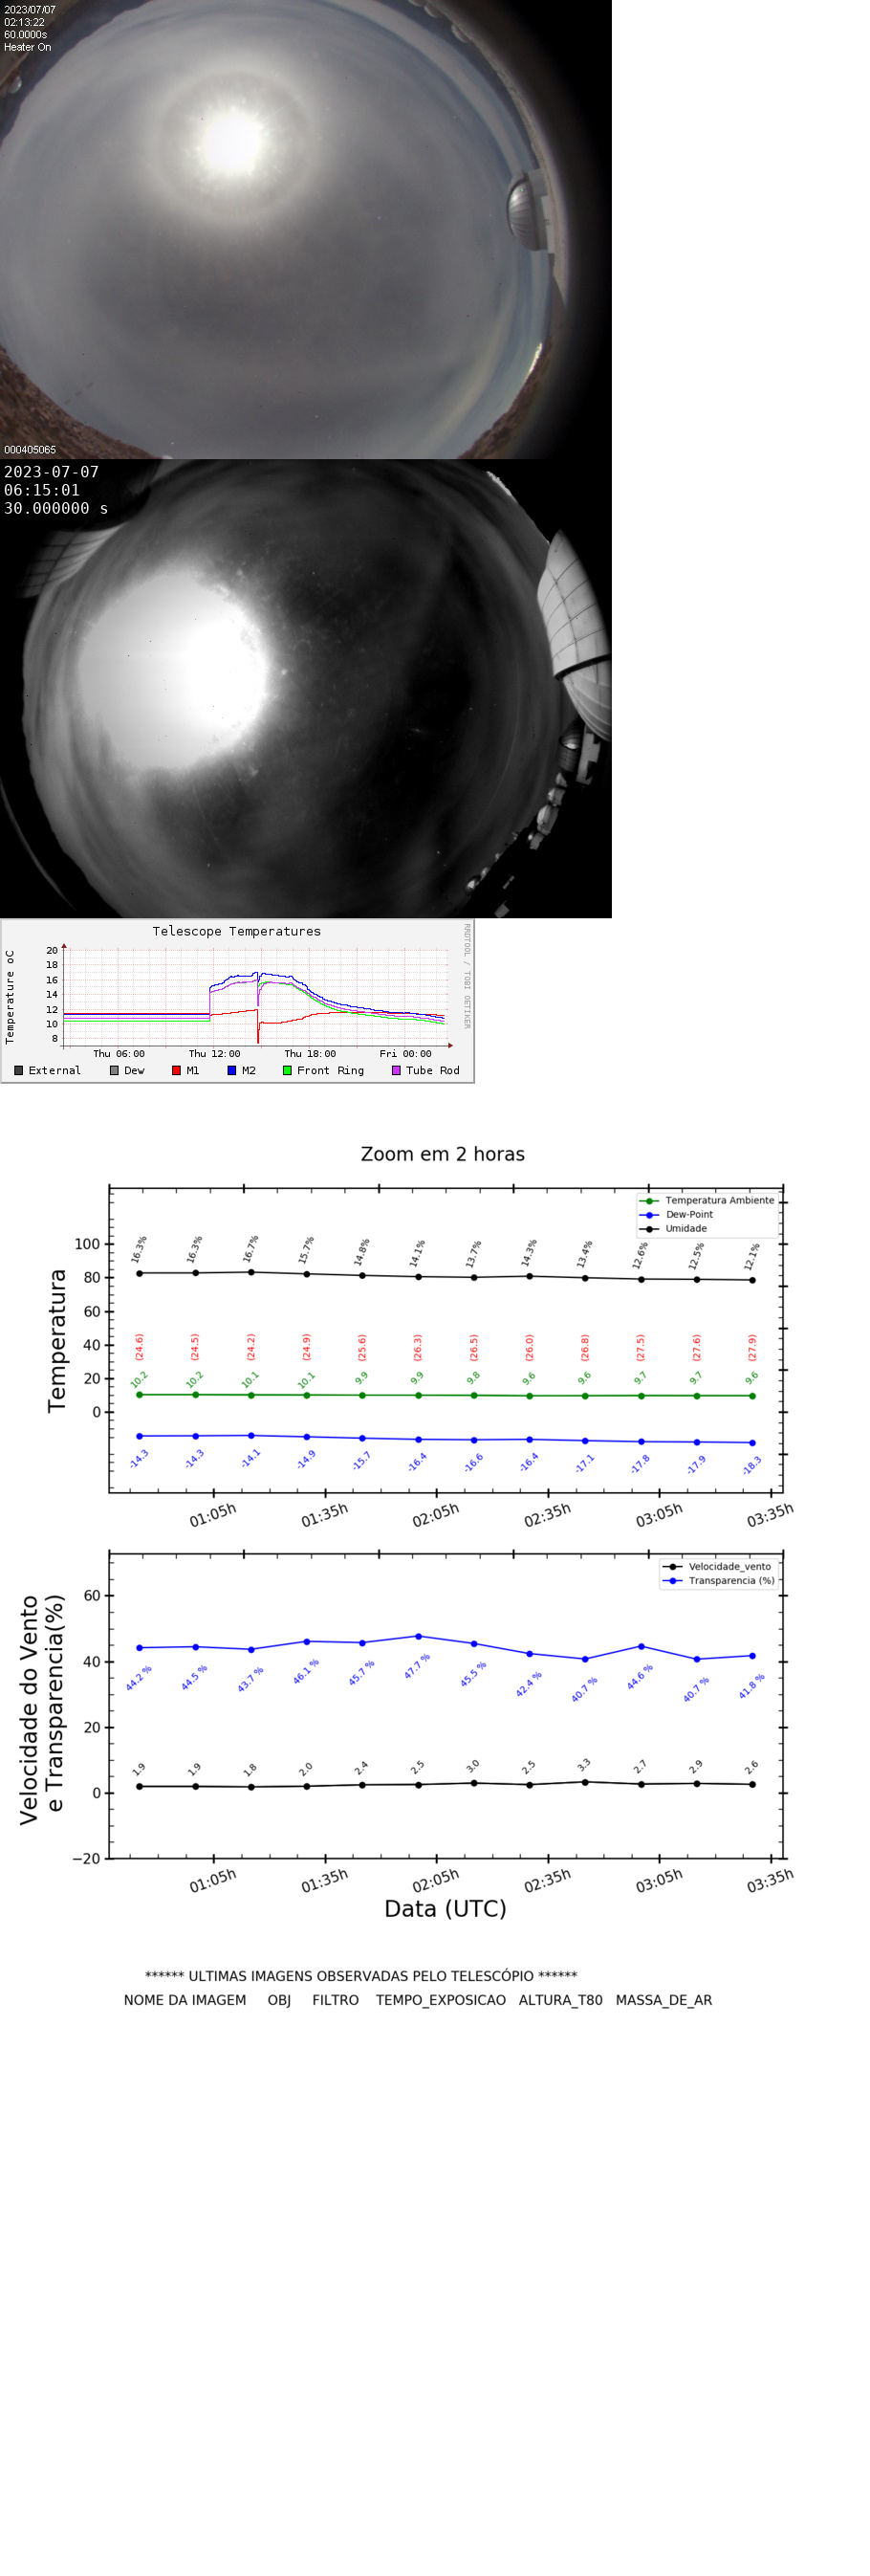 2023/07/07
02:13:22
60.0000s
Heater On
000405065
2023-07-07
06:15:01
30.000000 s
Telescope Temperatures
RRDTOOL / TOBI OETIKER
Temperature oC
20
18
16
14
12
10
8
Thu 06:00 Thu 12:00 Thu 18:00 Fri 00:00
External Dew M1 M2 Front Ring Tube Rod
Zoom em 2 horas
Temperatura Ambiente
Dew-Point
Umidade
Temperatura
100
80
60
40
20
0
16.3% 16.3% 16.7% 15.7% 14.8% 14.1% 13.7% 14.3% 13.4% 12.6% 12.5% 12.1%
(24.6) (24.5) (24.2) (24.9) (25.6) (26.3) (26.5) (26.0) (26.8) (27.5) (27.6) (27.9)
10.2 10.2 10.1 10.1 9.9 9.9 9.8 9.6 9.6 9.7 9.7 9.6
-14.3 -14.3 -14.1 -14.9 -15.7 -16.4 -16.6 -16.4 -17.1 -17.8 -17.9 -18.3
01:05h 01:35h 02:05h 02:35h 03:05h 03:35h
Velocidade_vento
Transparencia (%)
Velocidade do Vento
e Transparencia(%)
60
40
20
0
−20
44.2 % 44.5 % 43.7 % 46.1 % 45.7 % 47.7 % 45.5 % 42.4 % 40.7 % 44.6 % 40.7 % 41.8 %
1.9 1.9 1.8 2.0 2.4 2.5 3.0 2.5 3.3 2.7 2.9 2.6
01:05h 01:35h 02:05h 02:35h 03:05h 03:35h
Data (UTC)
****** ULTIMAS IMAGENS OBSERVADAS PELO TELESCÓPIO ******
NOME DA IMAGEM OBJ FILTRO TEMPO_EXPOSICAO ALTURA_T80 MASSA_DE_AR